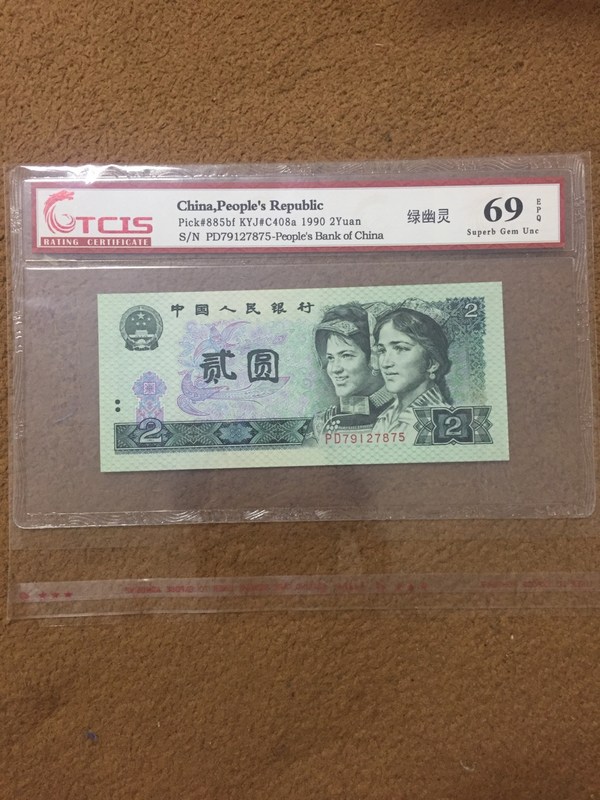 TCIS
RATING CERTIFICATE
China,People's Republic
Pick#885bf KYJ#C408a 1990 2Yuan
S/N PD79127875-People's Bank of China
绿幽灵
69
EPQ
Superb Gem Unc
中国人民银行
2
贰圆
PD79127875
2
2